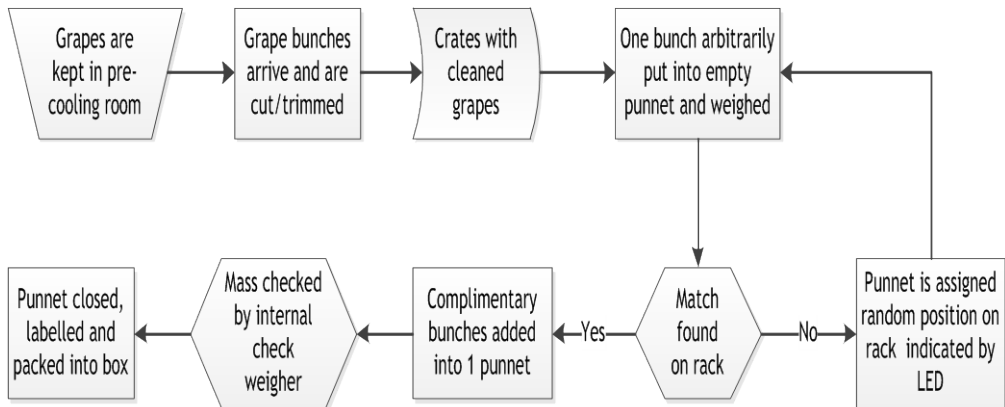 Grapes are
kept in pre-
cooling room
Grape bunches
arrive and are
cut/trimmed
Crates with
cleaned
grapes
One bunch arbitrarily
put into empty
punnet and weighed
Punnet closed,
labelled and
packed into box
Mass checked
by internal
check
weigher
Complimentary
bunches added
into 1 punnet
Yes
Match
found
on rack
No
Punnet is assigned
random position on
rack indicated by
LED